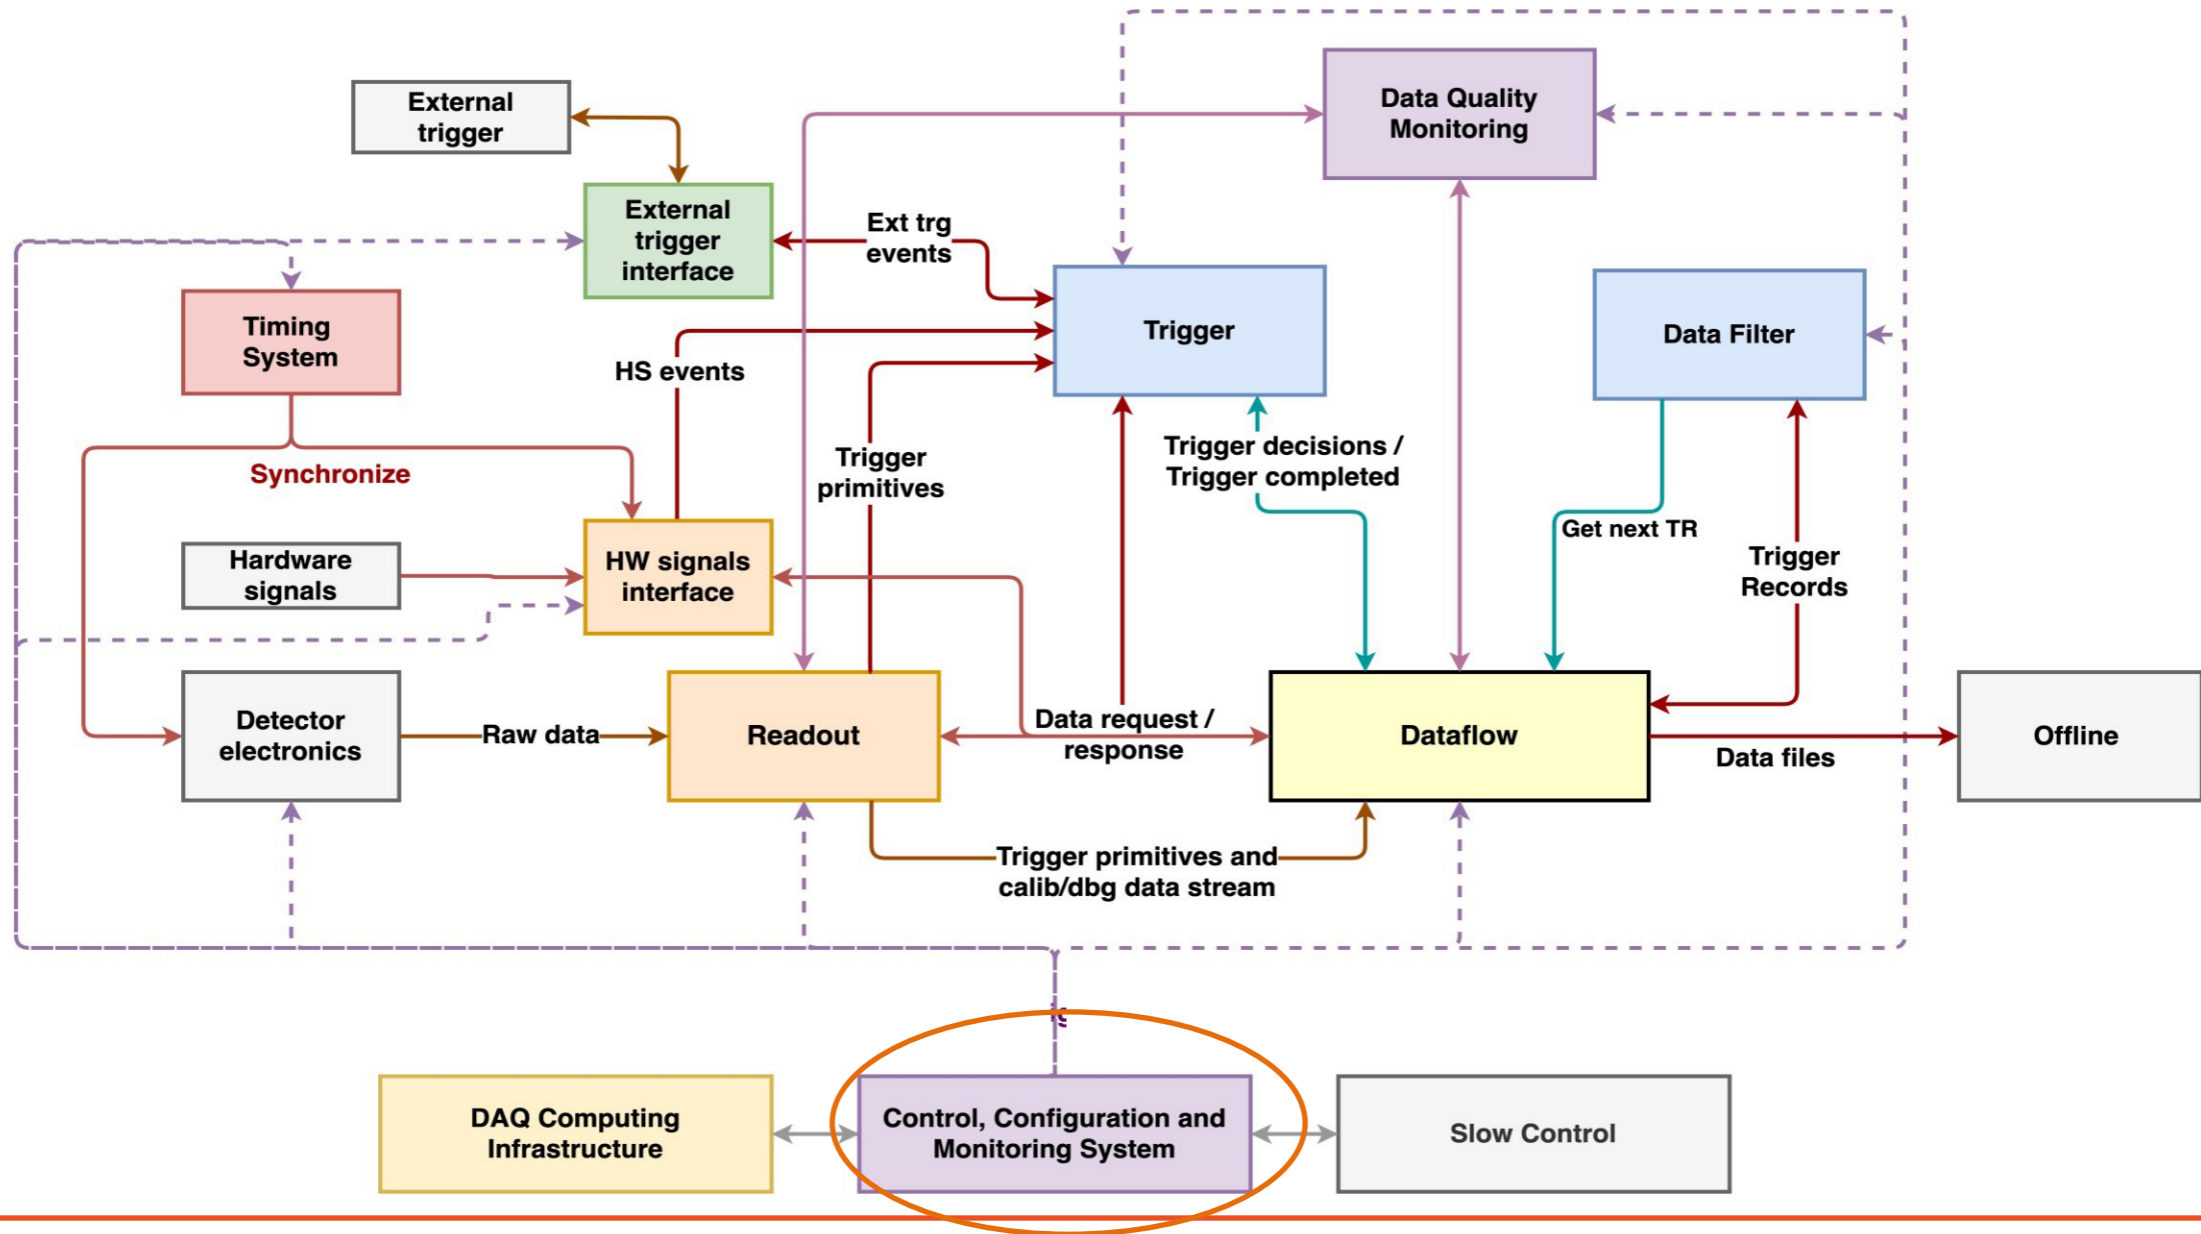 External
trigger
Data Quality
Monitoring
External
trigger
interface
Ext trg
events
Timing
System
Trigger
Data Filter
HS events
Trigger
primitives
Trigger decisions /
Trigger completed
Synchronize
Get next TR
Hardware
signals
HW signals
interface
Trigger
Records
Detector
electronics
Raw data
Readout
Data request /
response
Dataflow
Data files
Offline
Trigger primitives and
calib/dbg data stream
DAQ Computing
Infrastructure
Control, Configuration and
Monitoring System
Slow Control